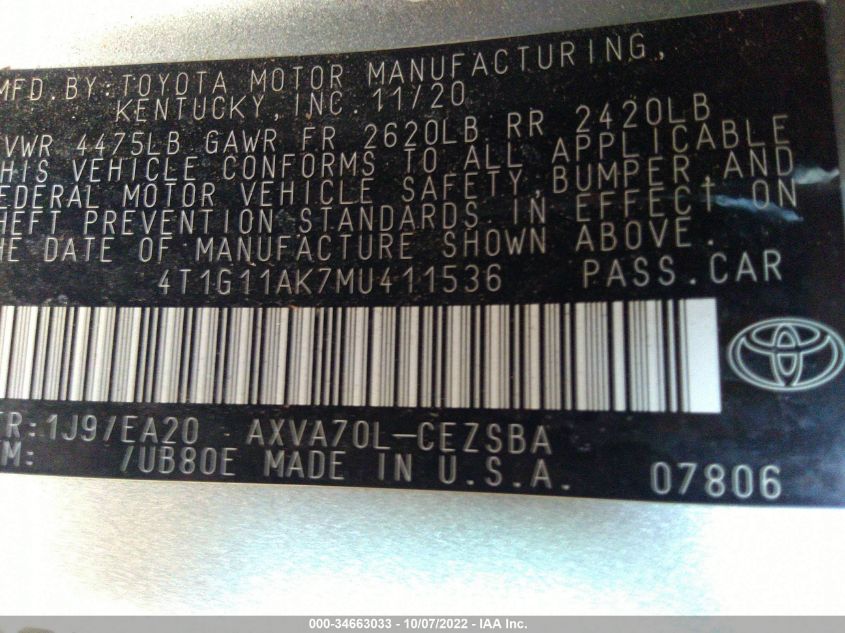 MFD. BY: TOYOTA MOTOR MANUFACTURING,
KENTUCKY, INC. 11/20
VWR 4475LB GAWR FR 2620LB RR 2420LB
HIS VEHICLE CONFORMS TO ALL APPLICABLE
EDERAL MOTOR VEHICLE SAFETY, BUMPER, AND
HEFT PREVENTION STANDARDS IN EFFECT ON
HE DATE OF MANUFACTURE SHOWN ABOVE.
4T1G11AK7MU411536 PASS. CAR
TR: 1J9/EA20 AXVA70L-CEZSBA
M: /UB80E MADE IN U.S.A. 07806
000-34663033 - 10/07/2022 - IAA Inc.